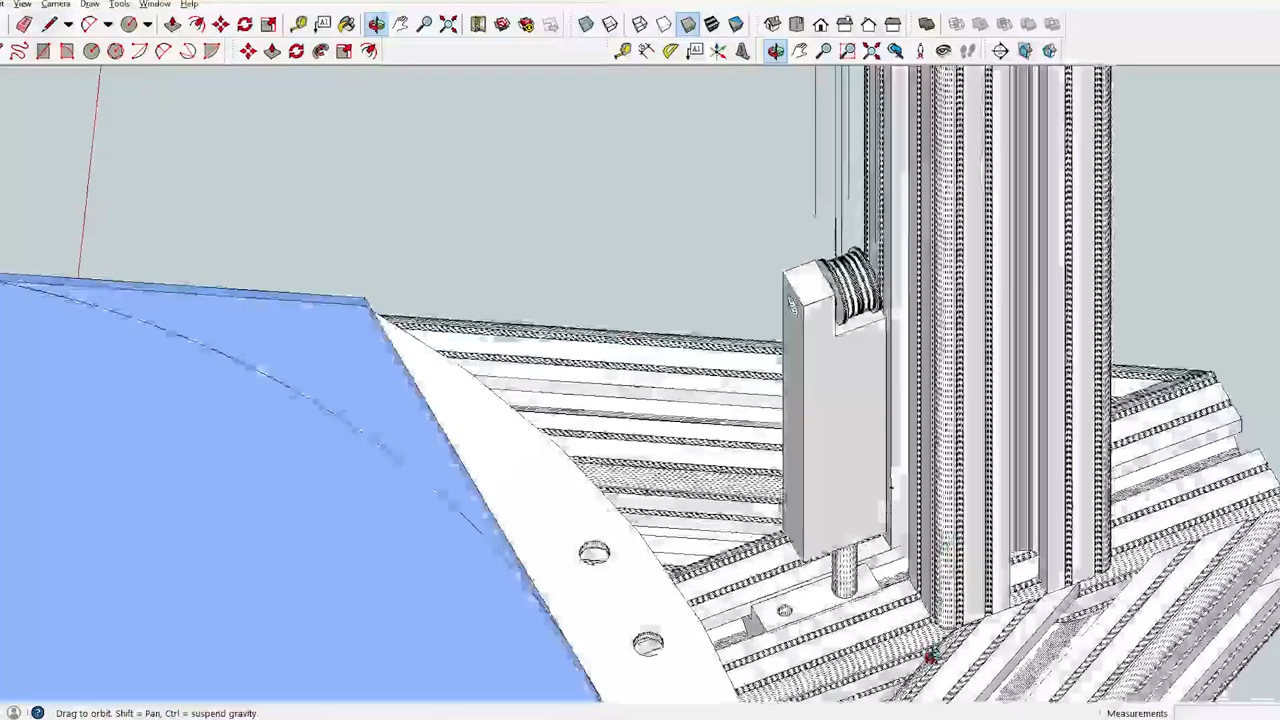 View Camera Draw Tools Window Help
Drag to orbit. Shift = Pan, Ctrl = suspend gravity.
Measurements